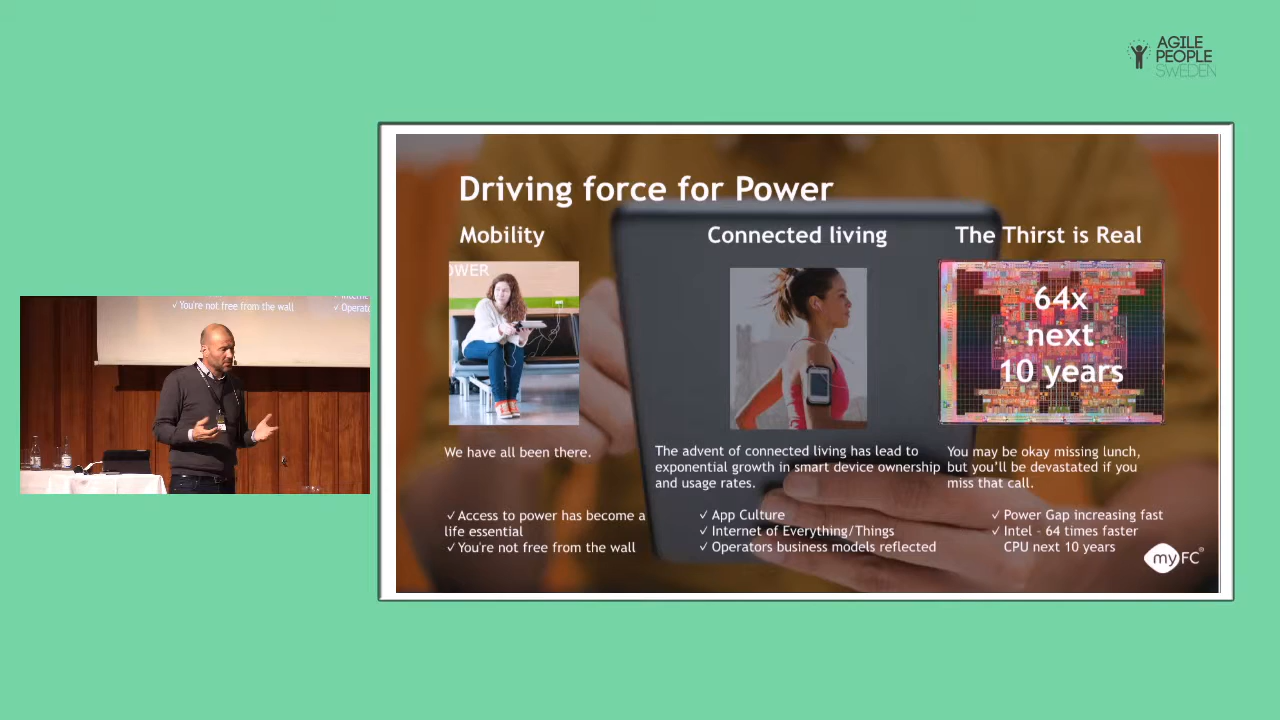 AGILE
PEOPLE
SWEDEN
Driving force for Power
Mobility
Connected living
The Thirst is Real
OWER
64x
next
10 years
We have all been there.
The advent of connected living has lead to
exponential growth in smart device ownership
and usage rates.
You may be okay missing lunch,
but you'll be devastated if you
miss that call.
✓ Access to power has become a
life essential
✓ You're not free from the wall
✓ App Culture
✓ Internet of Everything/Things
✓ Operators business models reflected
✓ Power Gap increasing fast
✓ Intel - 64 times faster
CPU next 10 years
myFC®
✓ You're not free from the wall
✓ Operato